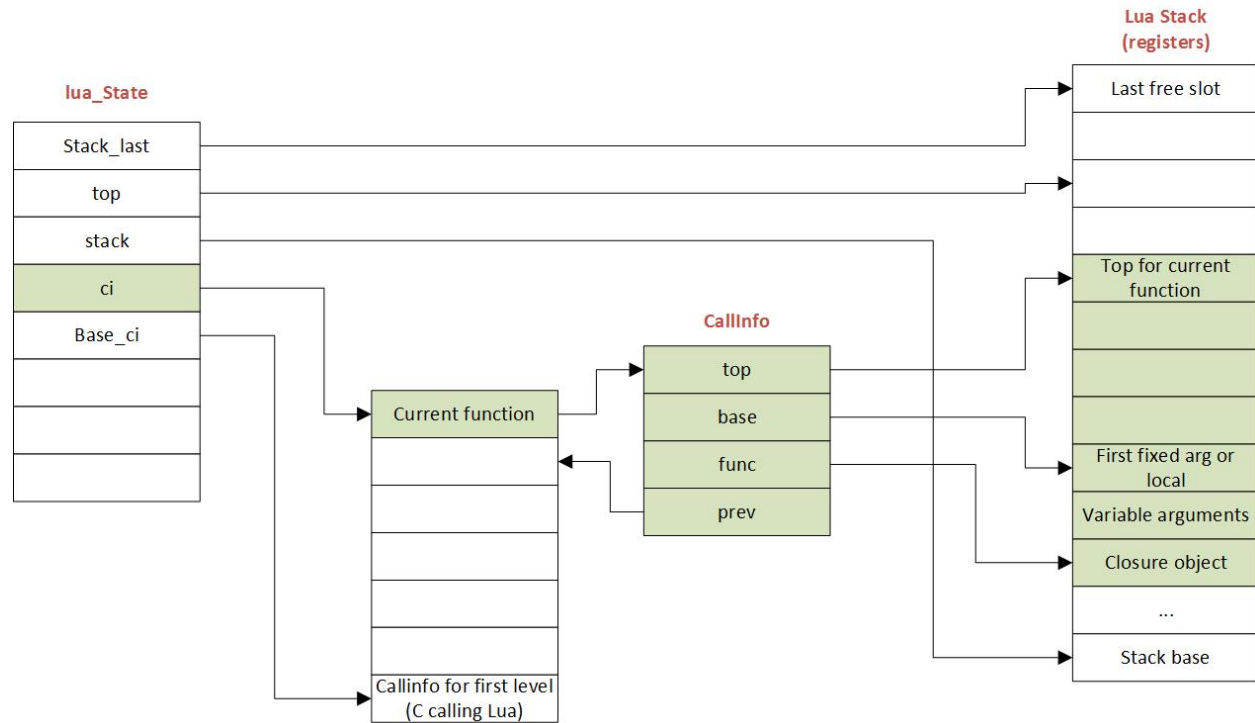 lua_State
Stack_last
top
stack
ci
Base_ci
Current function
Callinfo for first level
(C calling Lua)
CallInfo
top
base
func
prev
Lua Stack
(registers)
Last free slot
Top for current
function
First fixed arg or
local
Variable arguments
Closure object
...
Stack base